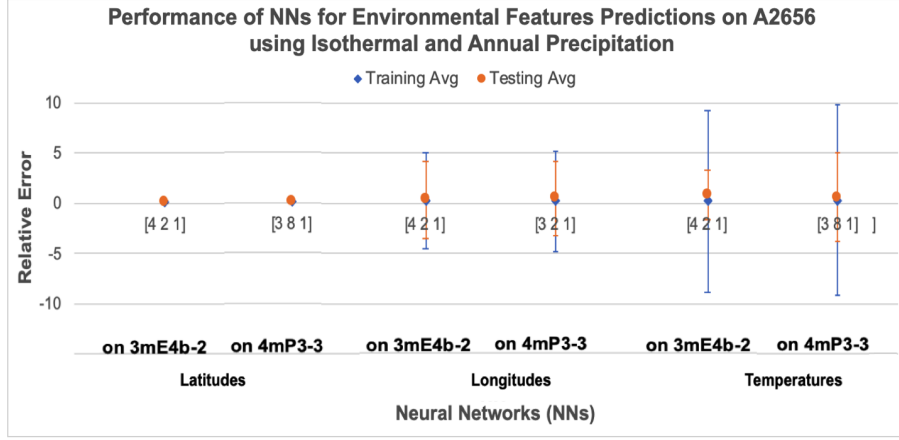 Performance of NNs for Environmental Features Predictions on A2656
using Isothermal and Annual Precipitation
Training Avg Testing Avg
10
5
0
-5
-10
Relative Error
[4 2 1] [3 8 1] [4 2 1] [3 2 1] [4 2 1] [3 8 1] ]
on 3mE4b-2 on 4mP3-3 on 3mE4b-2 on 4mP3-3 on 3mE4b-2 on 4mP3-3
Latitudes Longitudes Temperatures
Neural Networks (NNs)